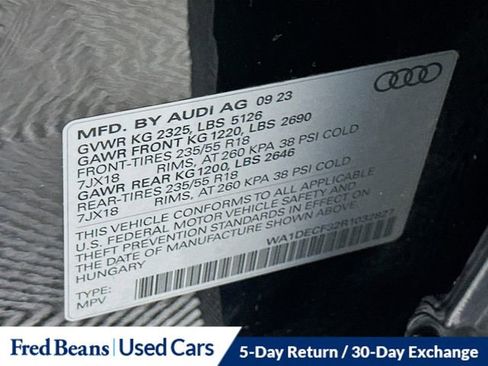 MFD. BY AUDI AG 09 23
GVWR KG 2325, LBS 5126
GAWR FRONT KG 1220, LBS 2690
FRONT-TIRES 235/55 R18
7JX18 RIMS, AT 260 KPA 38 PSI COLD
GAWR REAR KG1200, LBS 2646
REAR-TIRES 235/55 R18
7JX18 RIMS, AT 260 KPA 38 PSI COLD
THIS VEHICLE CONFORMS TO ALL APPLICABLE
U.S. FEDERAL MOTOR VEHICLE SAFETY AND
THEFT PREVENTION STANDARDS IN EFFECT ON
THE DATE OF MANUFACTURE SHOWN ABOVE
HUNGARY
TYPE:
MPV
Fred Beans Used Cars
5-Day Return / 30-Day Exchange